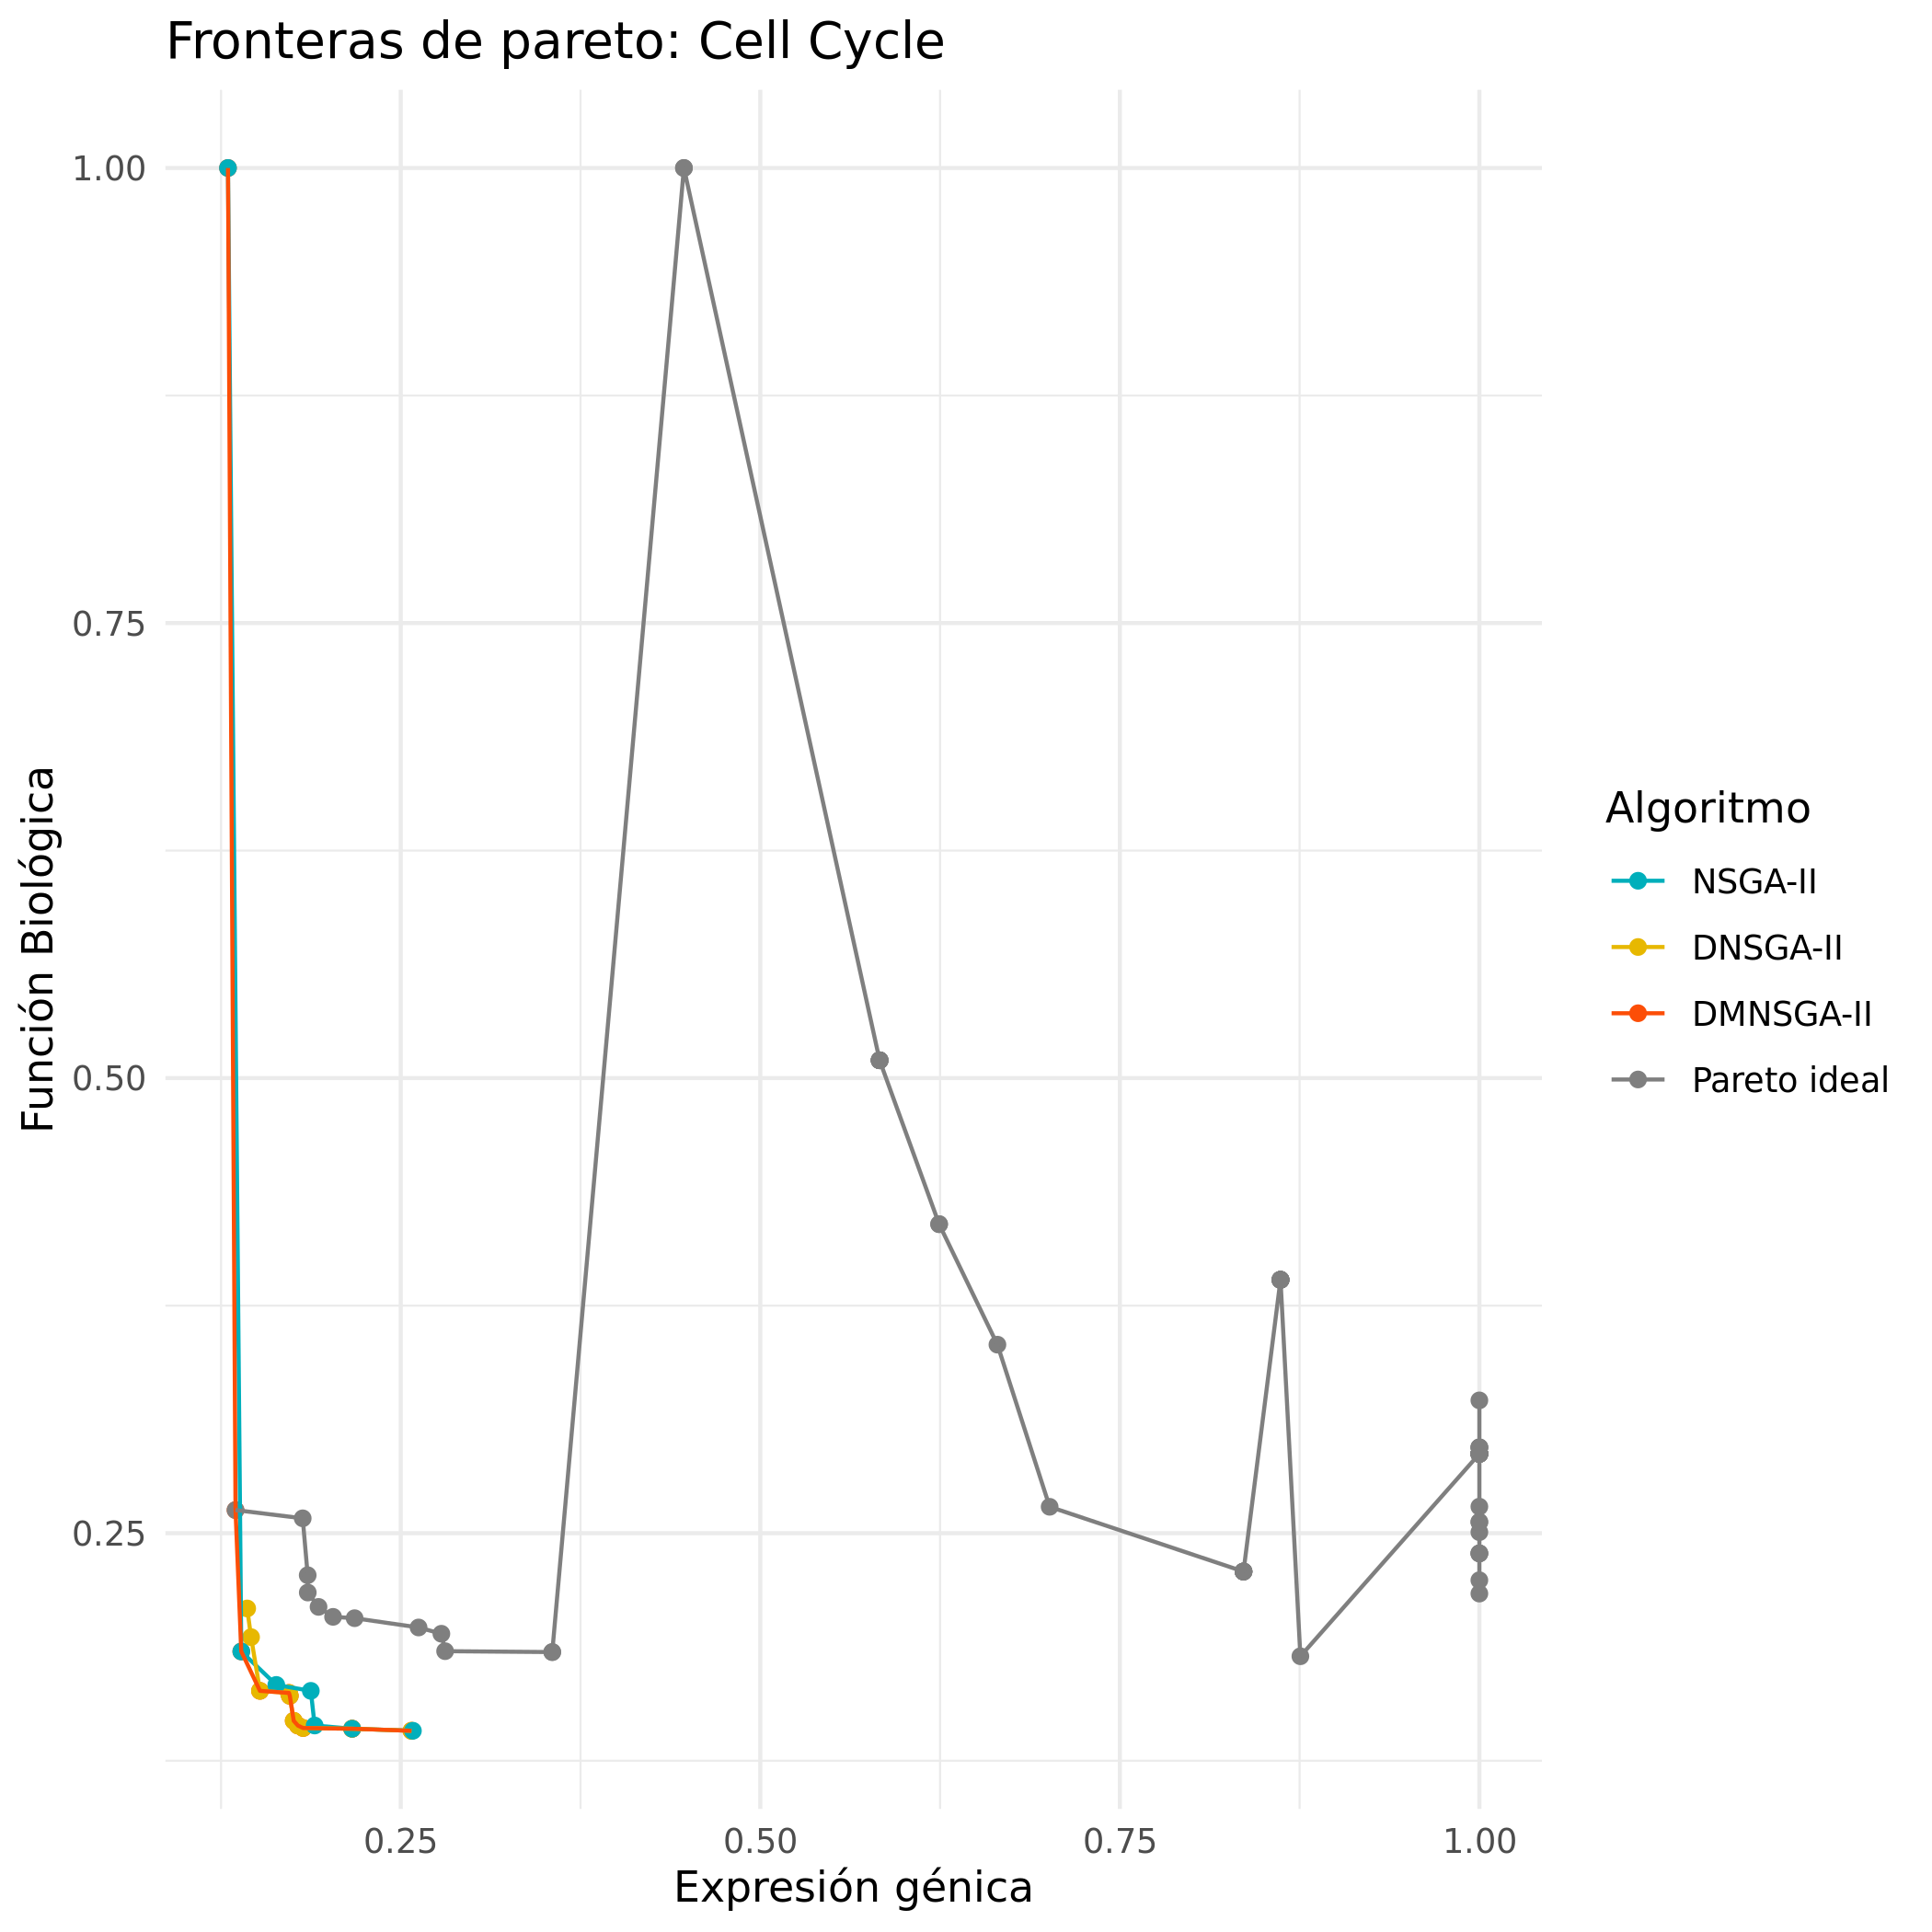 Fronteras de pareto: Cell Cycle
1.00
0.75
0.50
0.25
Función Biológica
0.25
0.50
0.75
1.00
Expresión génica
Algoritmo
NSGA-II
DNSGA-II
DMNSGA-II
Pareto ideal